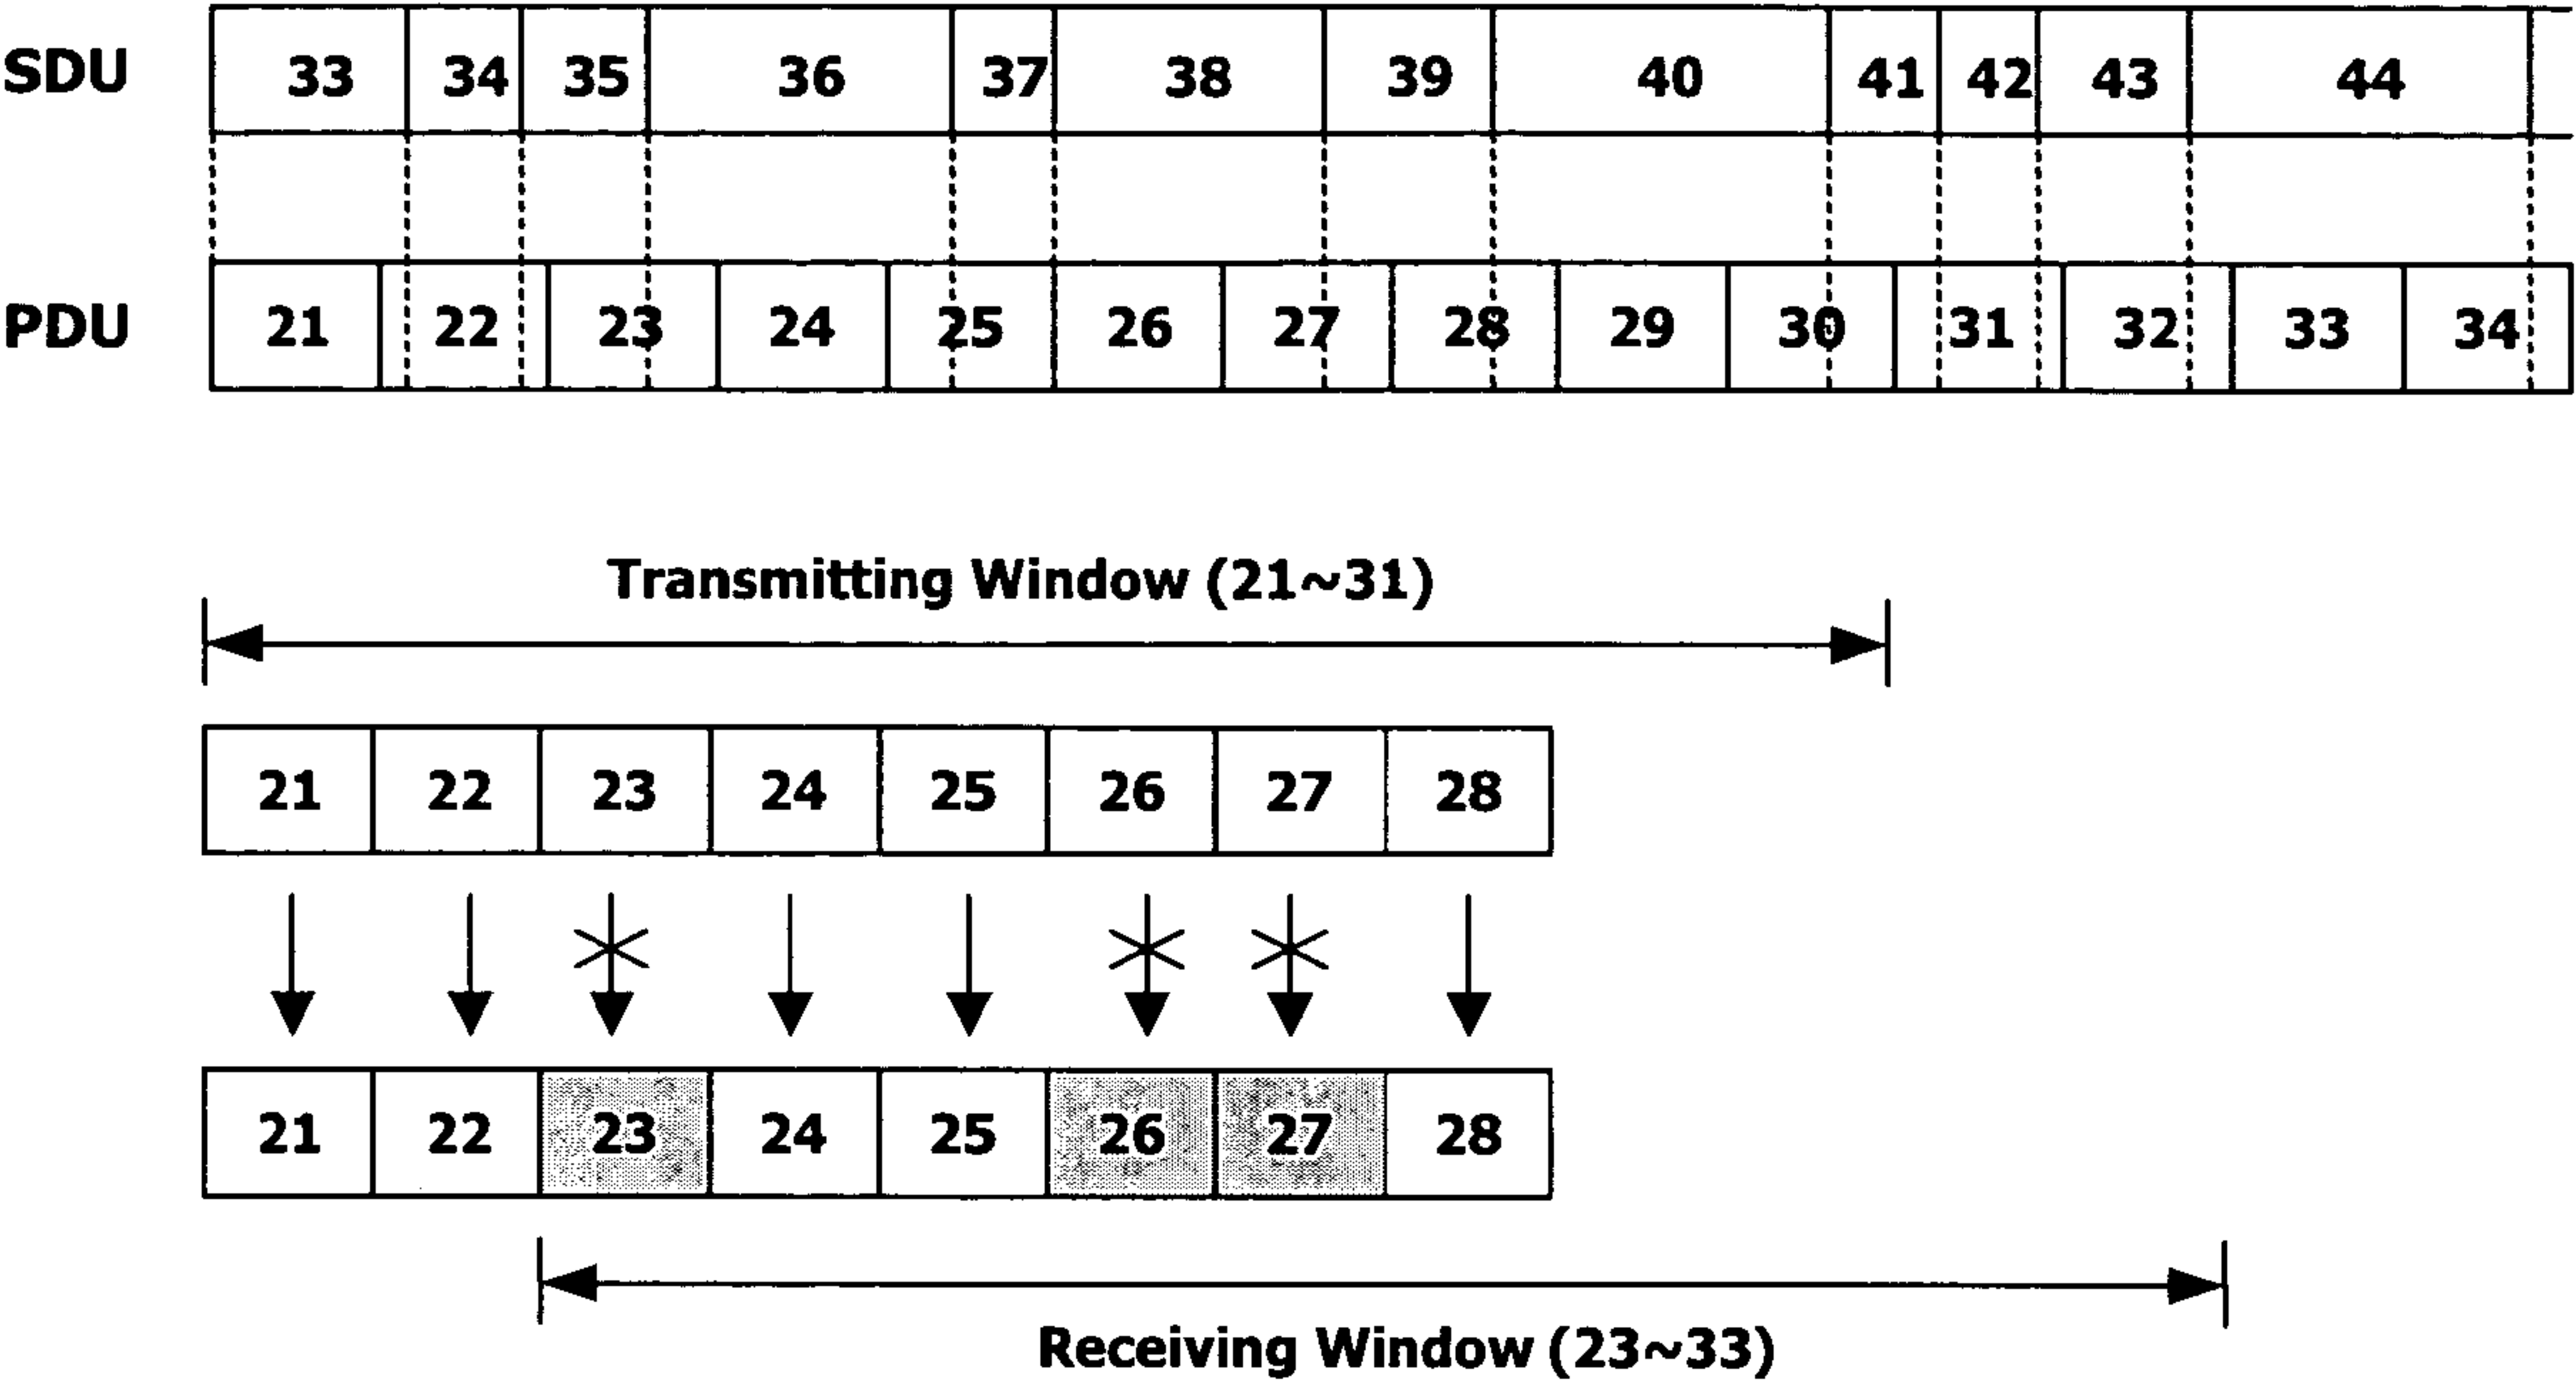 SDU 33 34 35 36 37 38 39 40 41 42 43 44
PDU 21 22 23 24 25 26 27 28 29 30 31 32 33 34
Transmitting Window (21~31)
21 22 23 24 25 26 27 28
21 22 23 24 25 26 27 28
Receiving Window (23~33)